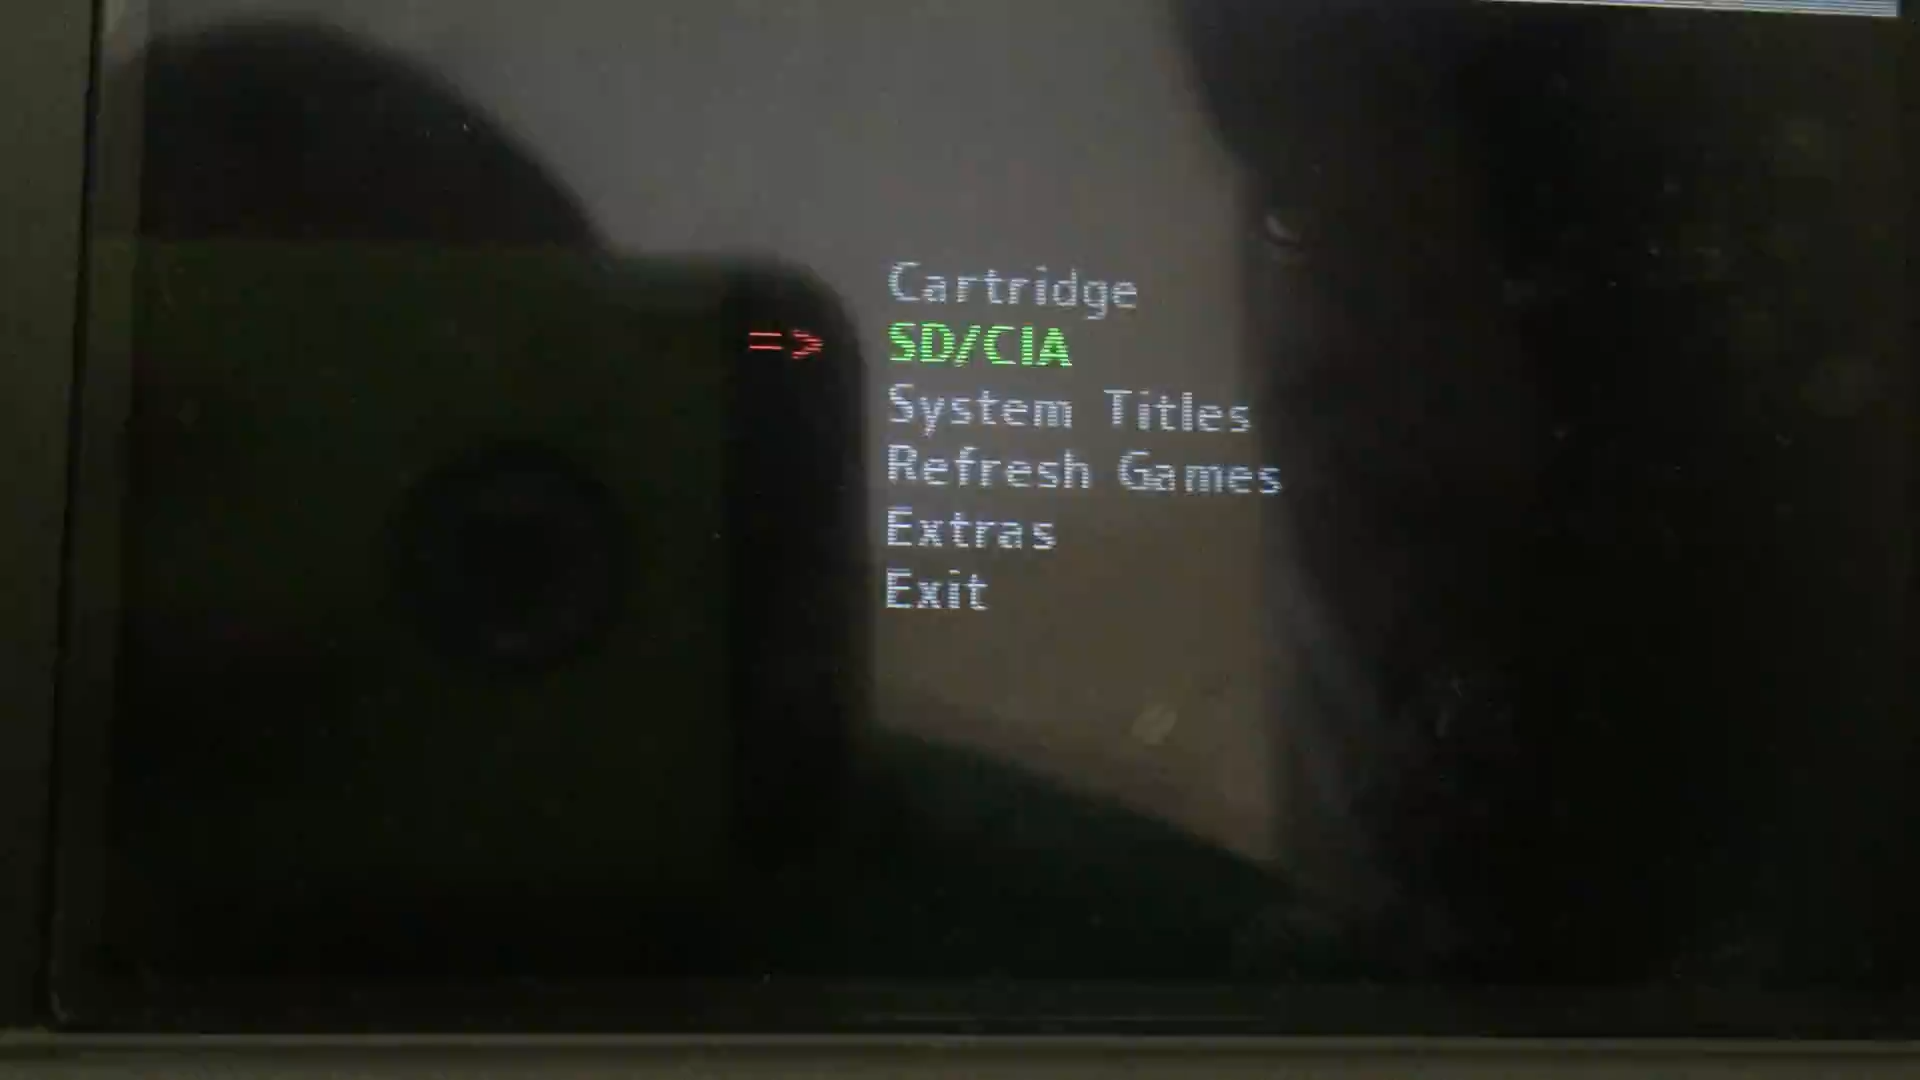 Cartridge
=> SD/CIA
System Titles
Refresh Games
Extras
Exit